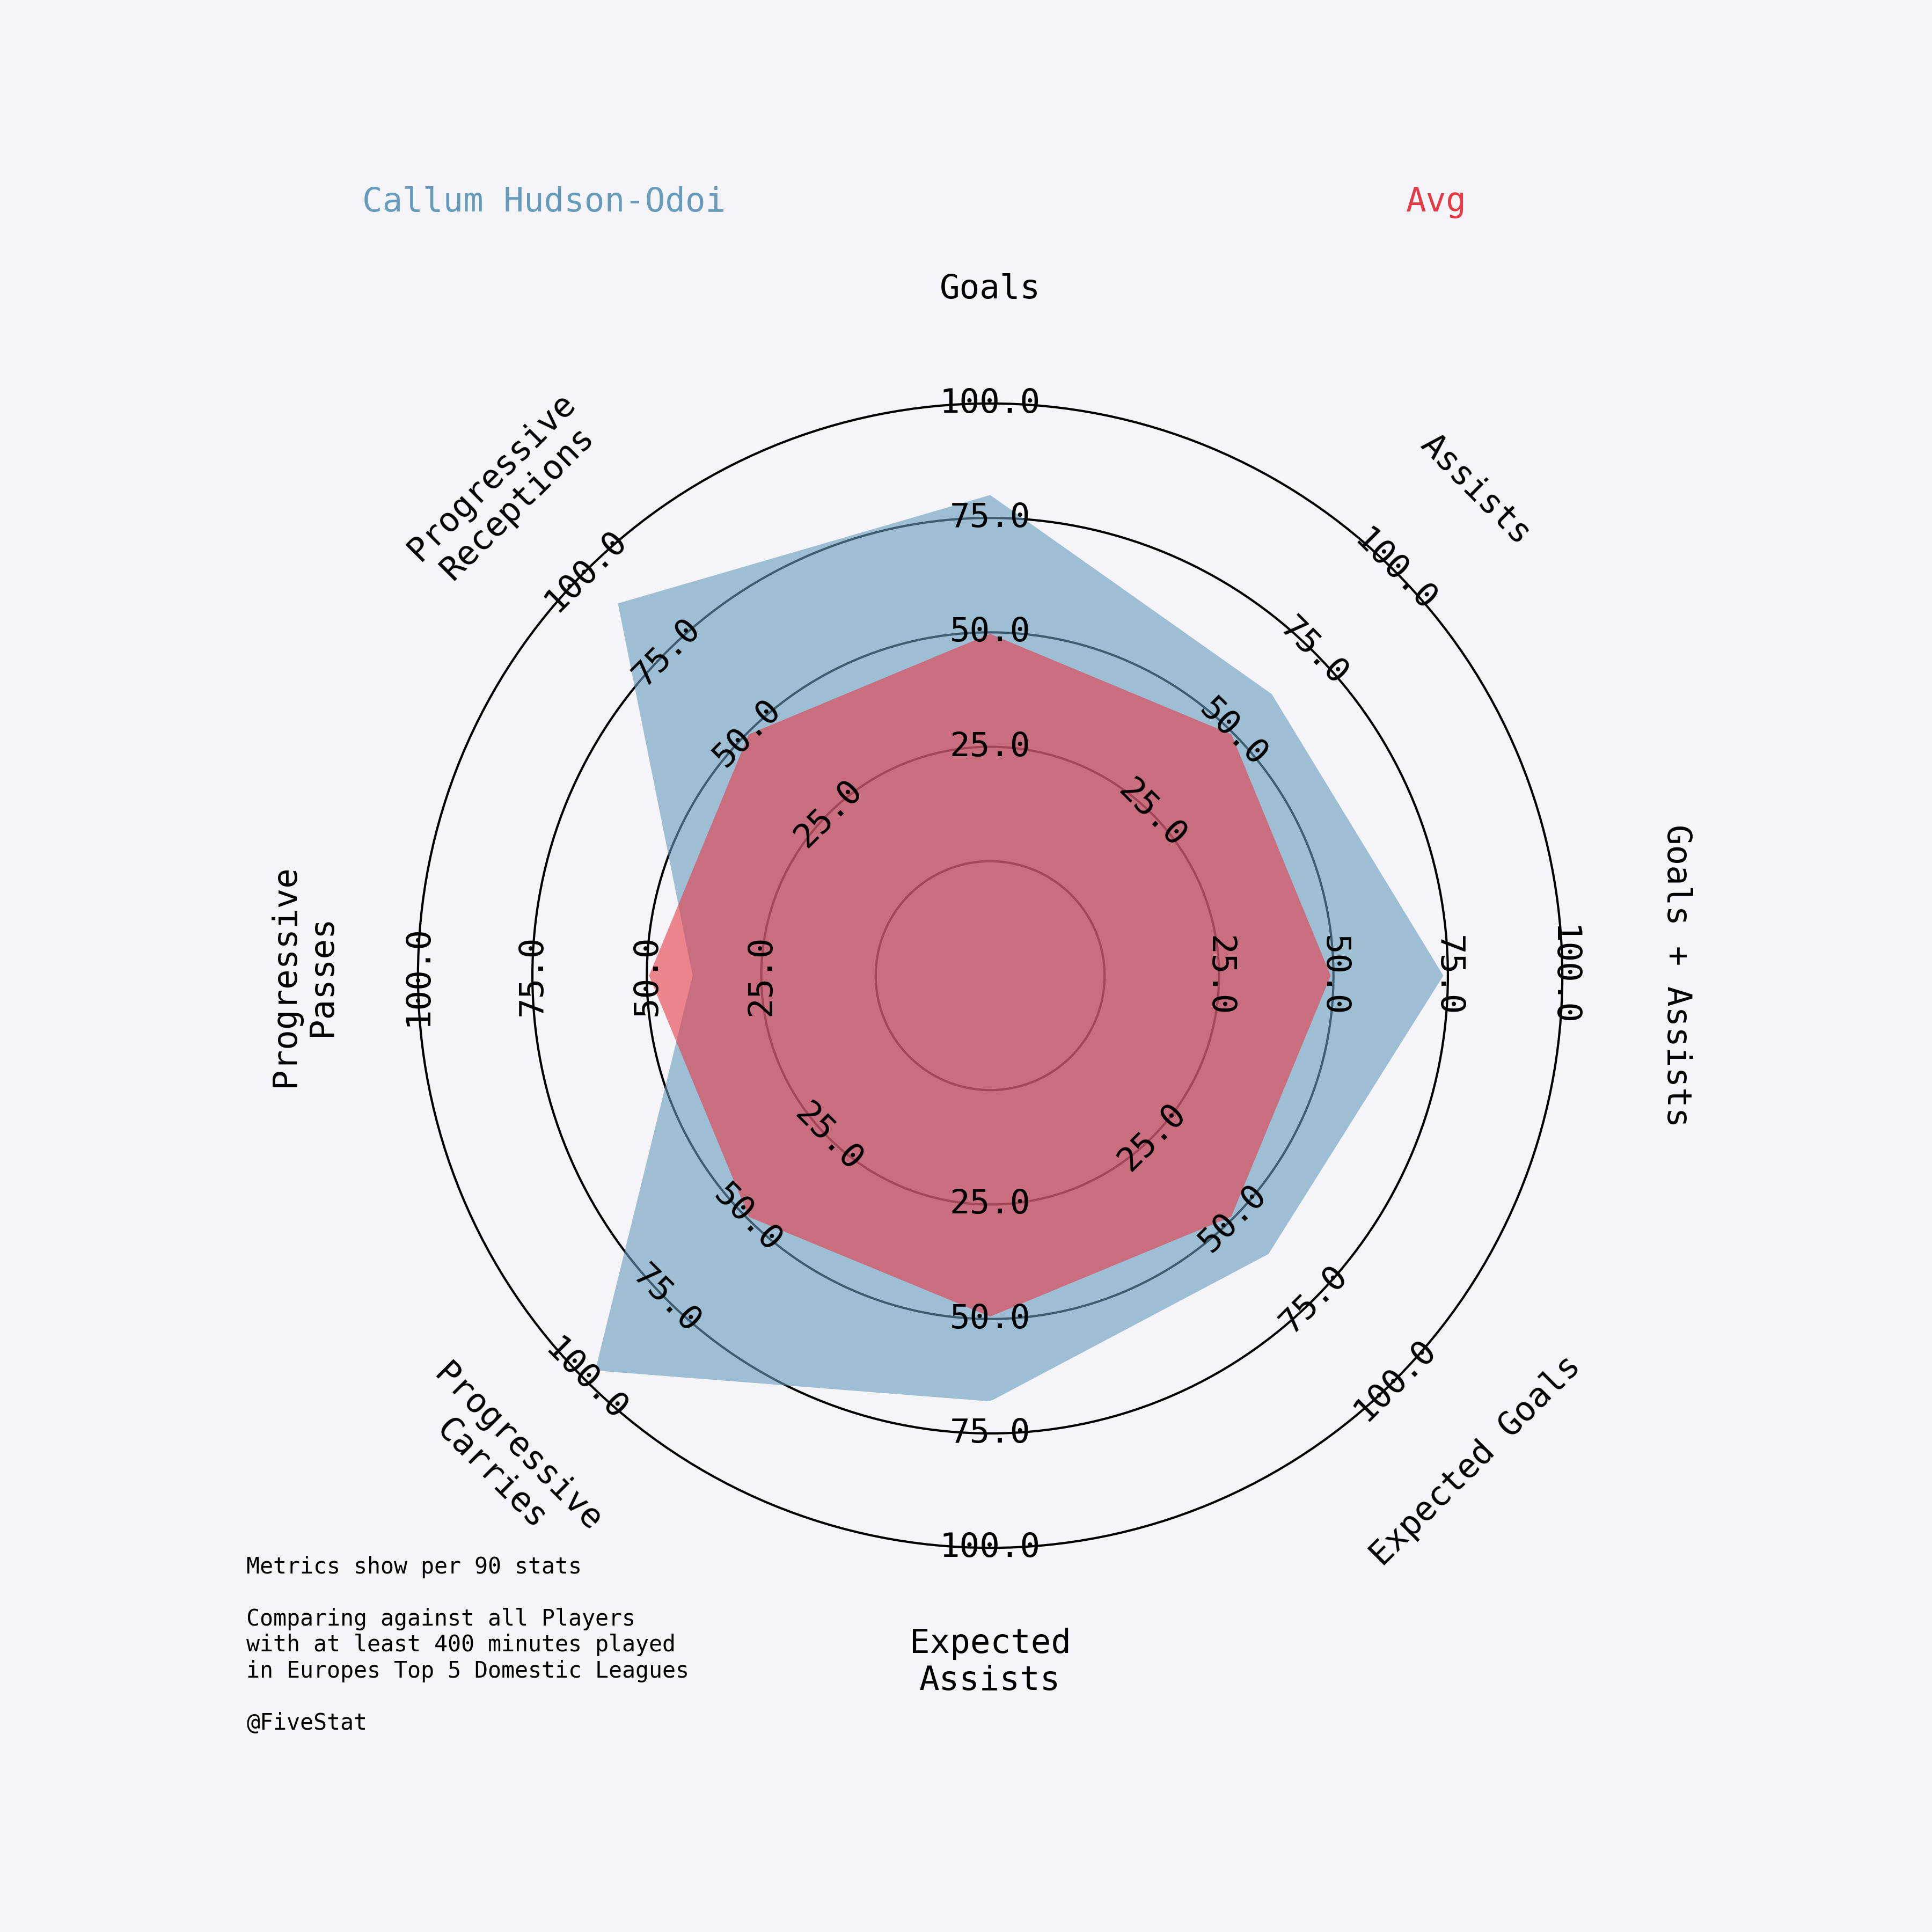 Callum Hudson-Odoi
Avg
Goals
Progressive
Receptions
Assists
100.0
100.0
100.0
75.0
75.0
75.0
50.0
50.0
50.0
25.0
25.0
25.0
Progressive
Passes
100.0
75.0
50.0
25.0
25.0
50.0
75.0
100.0
Goals + Assists
25.0
25.0
25.0
50.0
50.0
50.0
75.0
75.0
75.0
100.0
100.0
100.0
Progressive
Carries
Expected Goals
Expected
Assists
Metrics show per 90 stats
Comparing against all Players
with at least 400 minutes played
in Europes Top 5 Domestic Leagues
@FiveStat